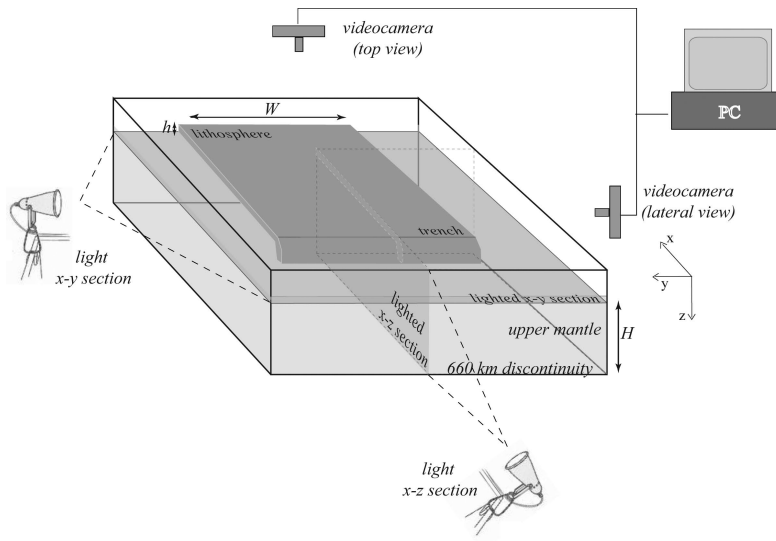 videocamera
(top view)
PC
W
h
lithosphere
videocamera
(lateral view)
trench
light
x-y section
x
y
z
lighted x-y section
lighted
x-z section
upper mantle
H
660 km discontinuity
light
x-z section